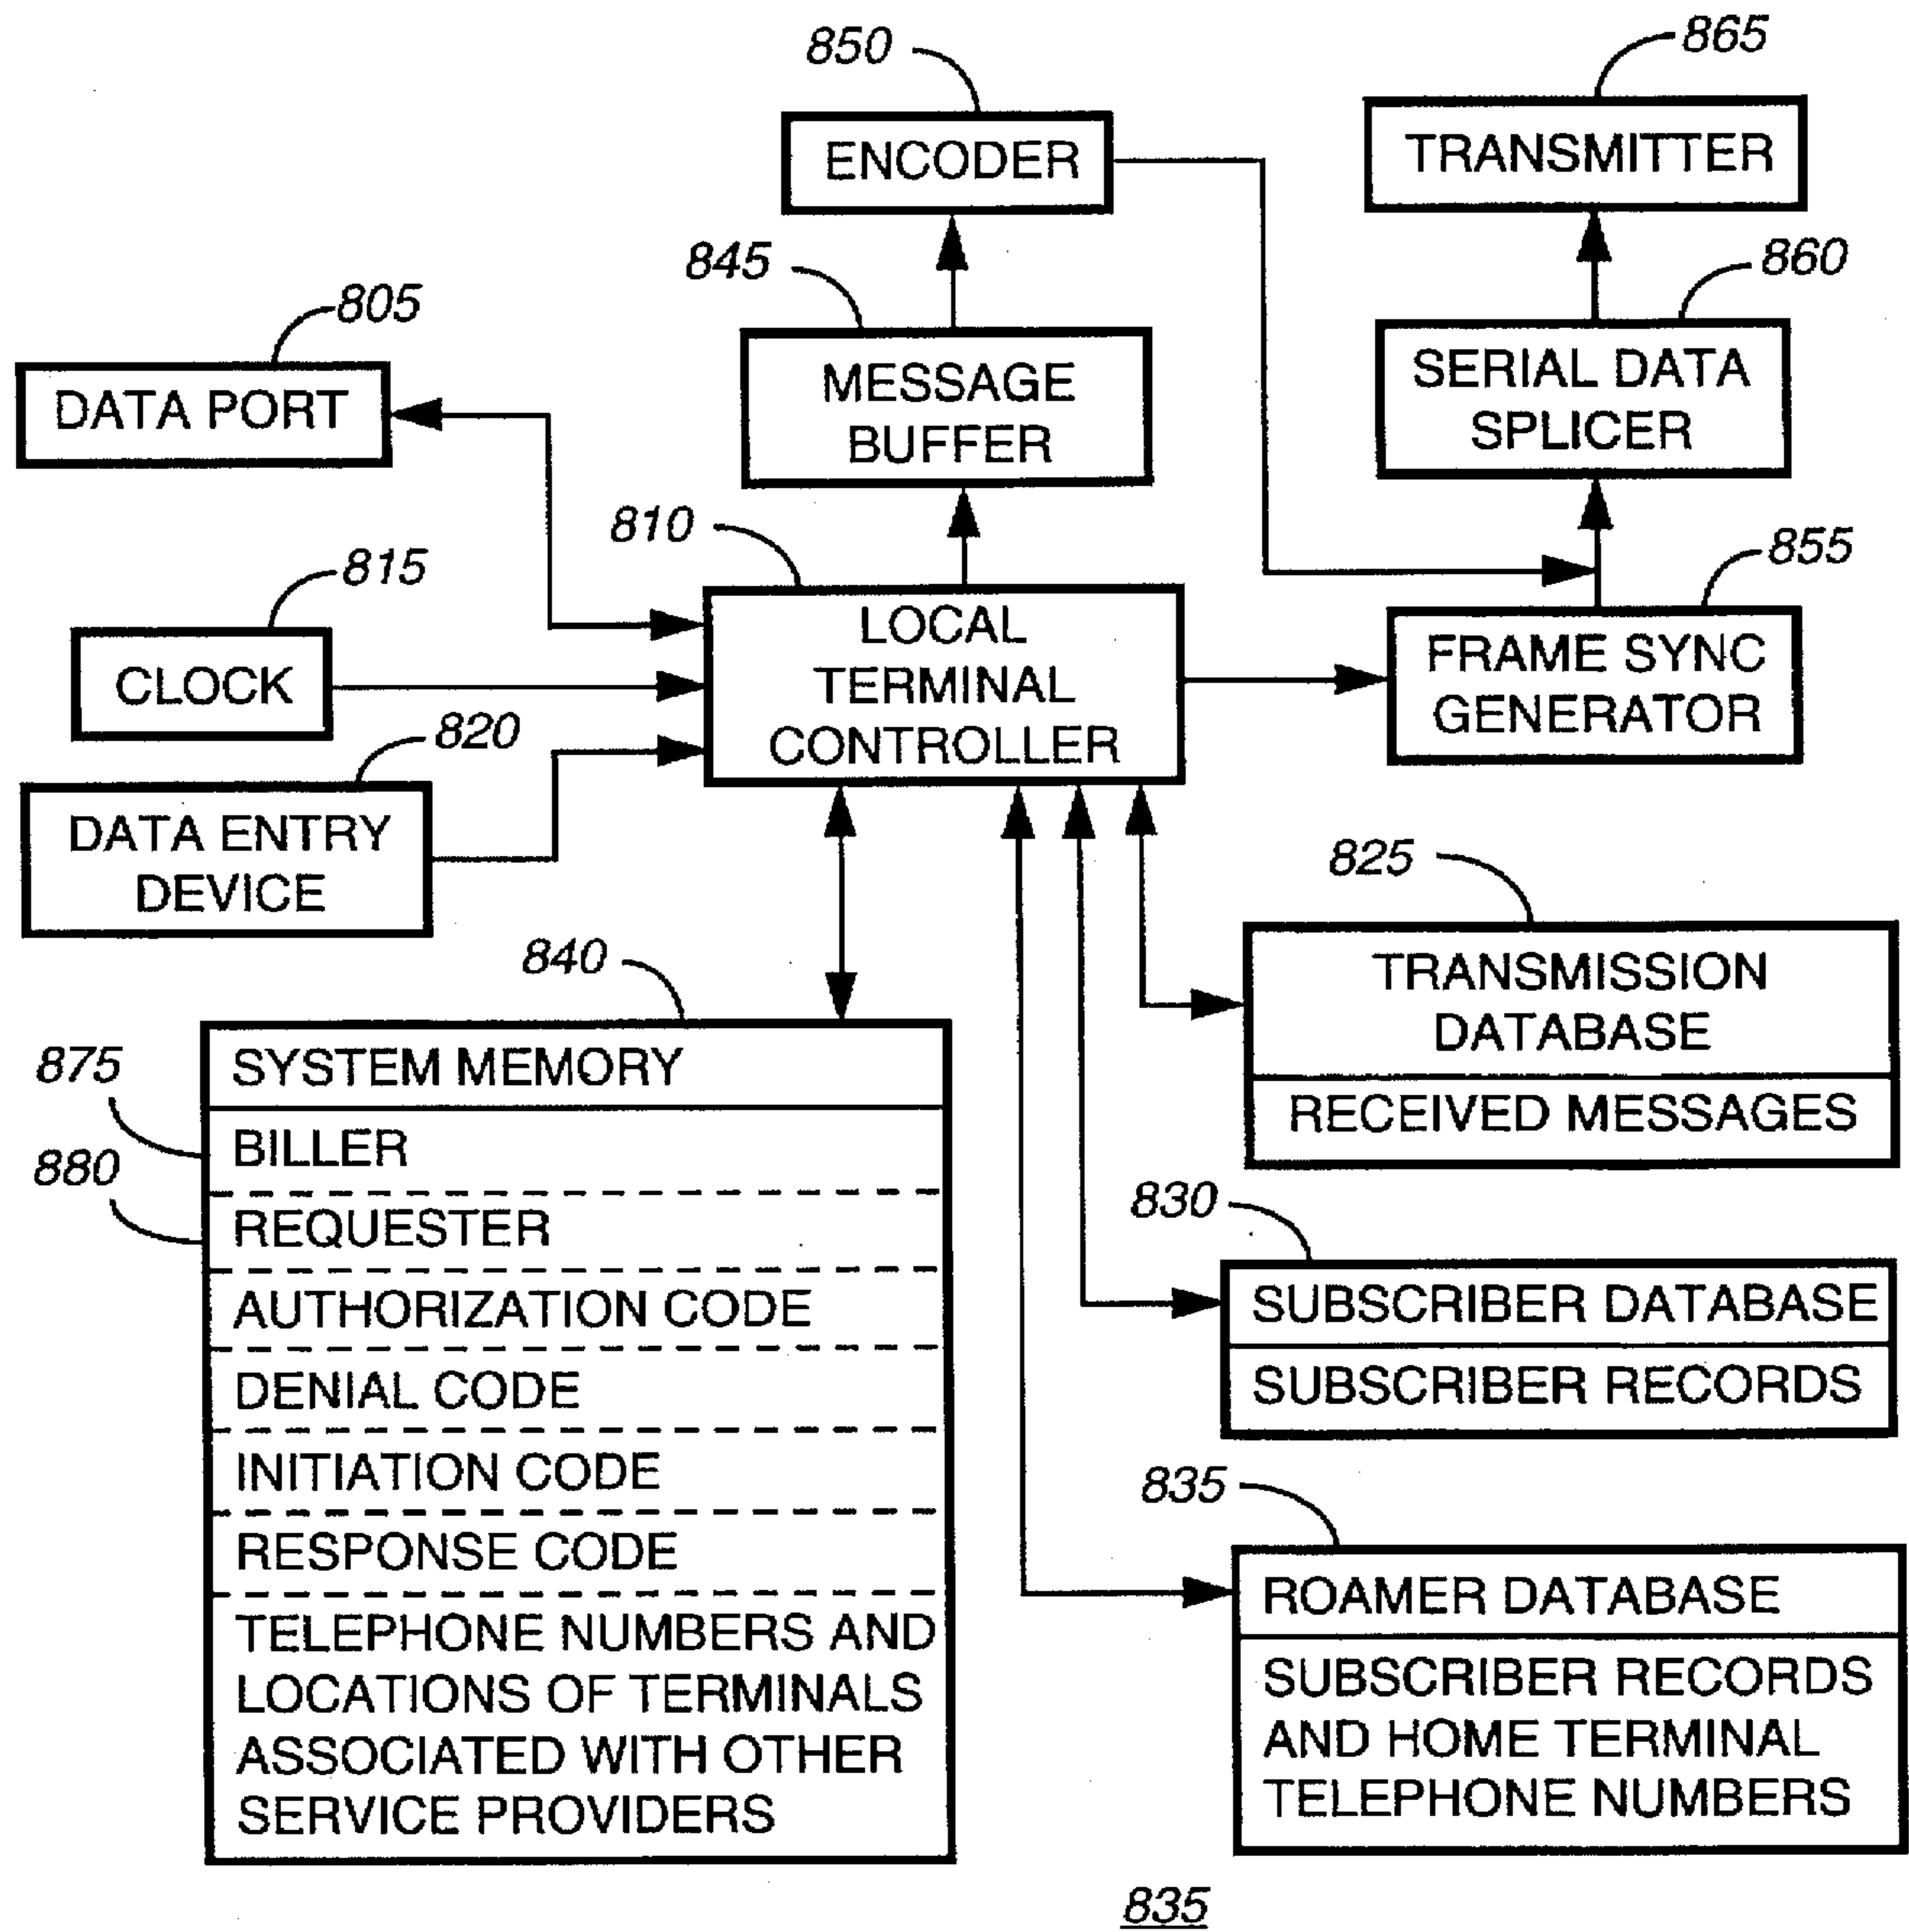 850
ENCODER
865
TRANSMITTER
845
MESSAGE
BUFFER
860
SERIAL DATA
SPLICER
805
DATA PORT
810
LOCAL
TERMINAL
CONTROLLER
855
FRAME SYNC
GENERATOR
815
CLOCK
820
DATA ENTRY
DEVICE
825
TRANSMISSION
DATABASE
RECEIVED MESSAGES
840
SYSTEM MEMORY
875
BILLER
880
REQUESTER
AUTHORIZATION CODE
DENIAL CODE
INITIATION CODE
RESPONSE CODE
TELEPHONE NUMBERS AND
LOCATIONS OF TERMINALS
ASSOCIATED WITH OTHER
SERVICE PROVIDERS
830
SUBSCRIBER DATABASE
SUBSCRIBER RECORDS
835
ROAMER DATABASE
SUBSCRIBER RECORDS
AND HOME TERMINAL
TELEPHONE NUMBERS
835